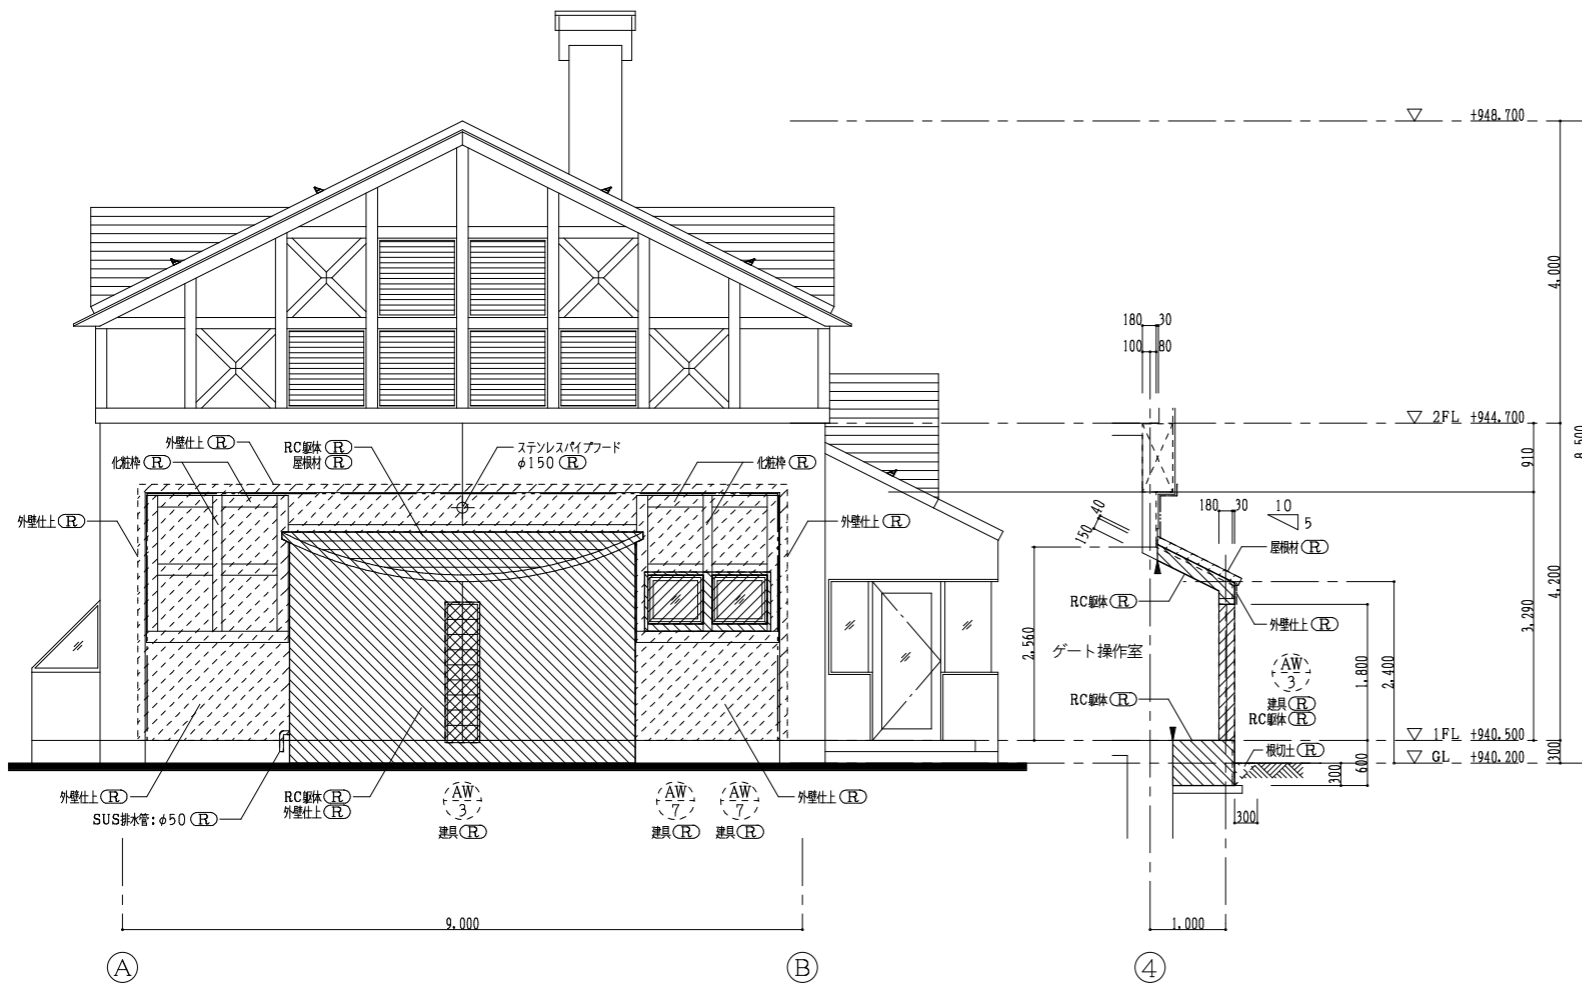 +948.700
4.000
8.500
180 30
100 80
2FL +944.700
外壁仕上 R
RC躯体 R
屋根材 R
ステンレスパイプフード
φ150 R
化粧枠 R
化粧枠 R
910
外壁仕上 R
外壁仕上 R
150 40
180 30
10
5
屋根材 R
RC躯体 R
外壁仕上 R
2.560
ゲート操作室
4.200
3.290
1.800
2.400
AW
3
建具 R
RC躯体 R
RC躯体 R
1FL +940.500
根切土 R
GL +940.200
300
600
300
300
外壁仕上 R
SUS排水管:φ50 R
RC躯体 R
外壁仕上 R
AW
3
建具 R
AW
7
建具 R
AW
7
建具 R
外壁仕上 R
9.000
1.000
A
B
4